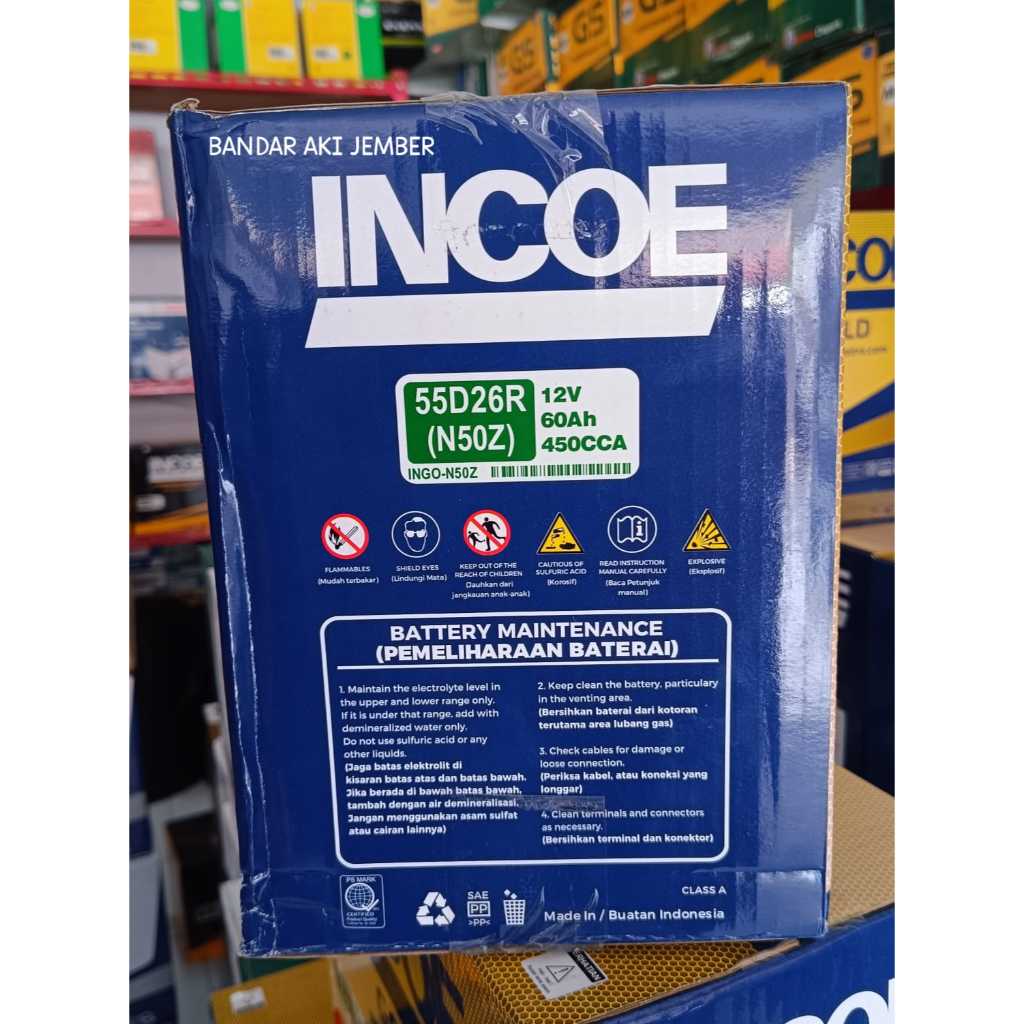 BANDAR AKI JEMBER
INCOE
55D26R
(N50Z)
12V
60Ah
450CCA
INGO-N50Z
FLAMMABLES
(Mudah terbakar)
SHIELD EYES
(Lindungi Mata)
KEEP OUT OF THE
REACH OF CHILDREN
(Jauhkan dari
jangkauan anak-anak)
CAUTIOUS OF
SULFURIC ACID
(Korosif)
READ INSTRUCTION
MANUAL CAREFULLY
(Baca Petunjuk
manual)
EXPLOSIVE
(Eksplosif)
BATTERY MAINTENANCE
(PEMELIHARAAN BATERAI)
1. Maintain the electrolyte level in
the upper and lower range only.
If it is under that range, add with
demineralized water only.
Do not use sulfuric acid or any
other liquids.
(Jaga batas elektrolit di
kisaran batas atas dan batas bawah.
Jika berada di bawah batas bawah,
tambah dengan air demineralisasi.
Jangan menggunakan asam sulfat
atau cairan lainnya)
2. Keep clean the battery, particulary
in the venting area.
(Bersihkan baterai dari kotoran
terutama area lubang gas)
3. Check cables for damage or
loose connection.
(Periksa kabel, atau koneksi yang
longgar)
4. Clean terminals and connectors
as necessary.
(Bersihkan terminal dan konektor)
PS MARK
CERTIFIED
Product Quality
SAE
PP
>PP<
CLASS A
Made In / Buatan Indonesia
GS
GS
INCOE
CO
LD